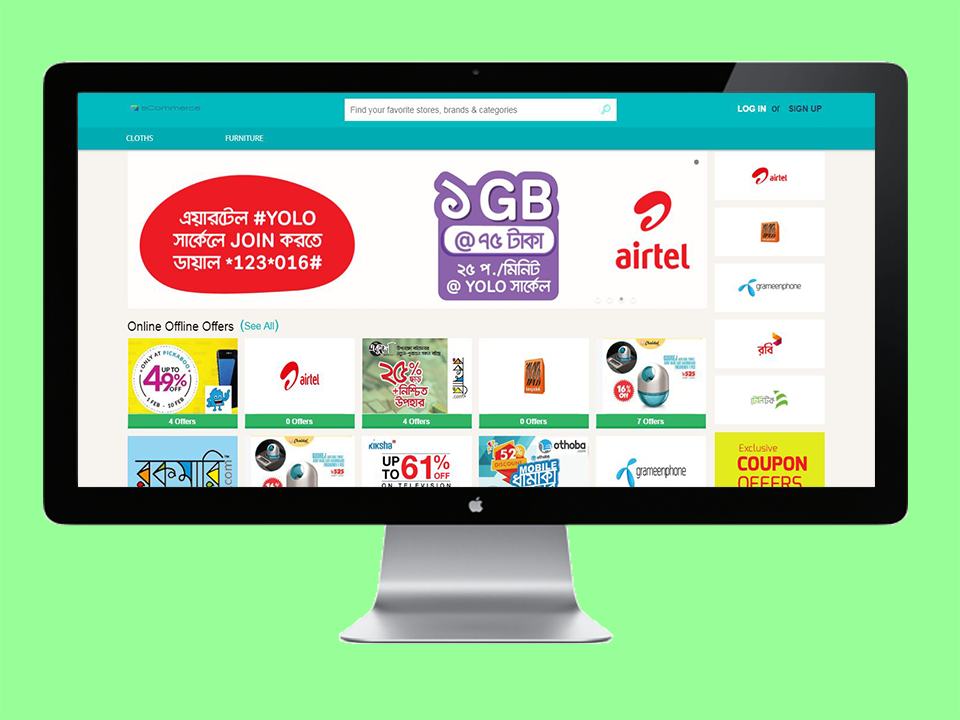 eCommerce
Find your favorite stores, brands & categories
LOG IN or SIGN UP
CLOTHS
FURNITURE
এয়ারটেল #YOLO
সার্কেলে JOIN করতে
ডায়াল *123*016#
১GB
@ ৭৫ টাকা
২৫ প./মিনিট
@ YOLO সার্কেল
airtel
airtel
grameenphone
রবি
টেলিটক
Exclusive
COUPON
OFFERS
Online Offline Offers (See All)
ONLY AT PICKABOO
UP TO
49%
OFF
1 FEB - 10 FEB
4 Offers
airtel
0 Offers
২৫%
ছাড়
+নিশ্চিত
উপহার
রকমারি
4 Offers
0 Offers
16%
OFF
৳525
7 Offers
রকমারি
.com
16%
kiksha
UP TO 61% OFF
ON TELEVISION
52%
DISCOUNT
othoba
MOBILE
ধামাকা
grameenphone